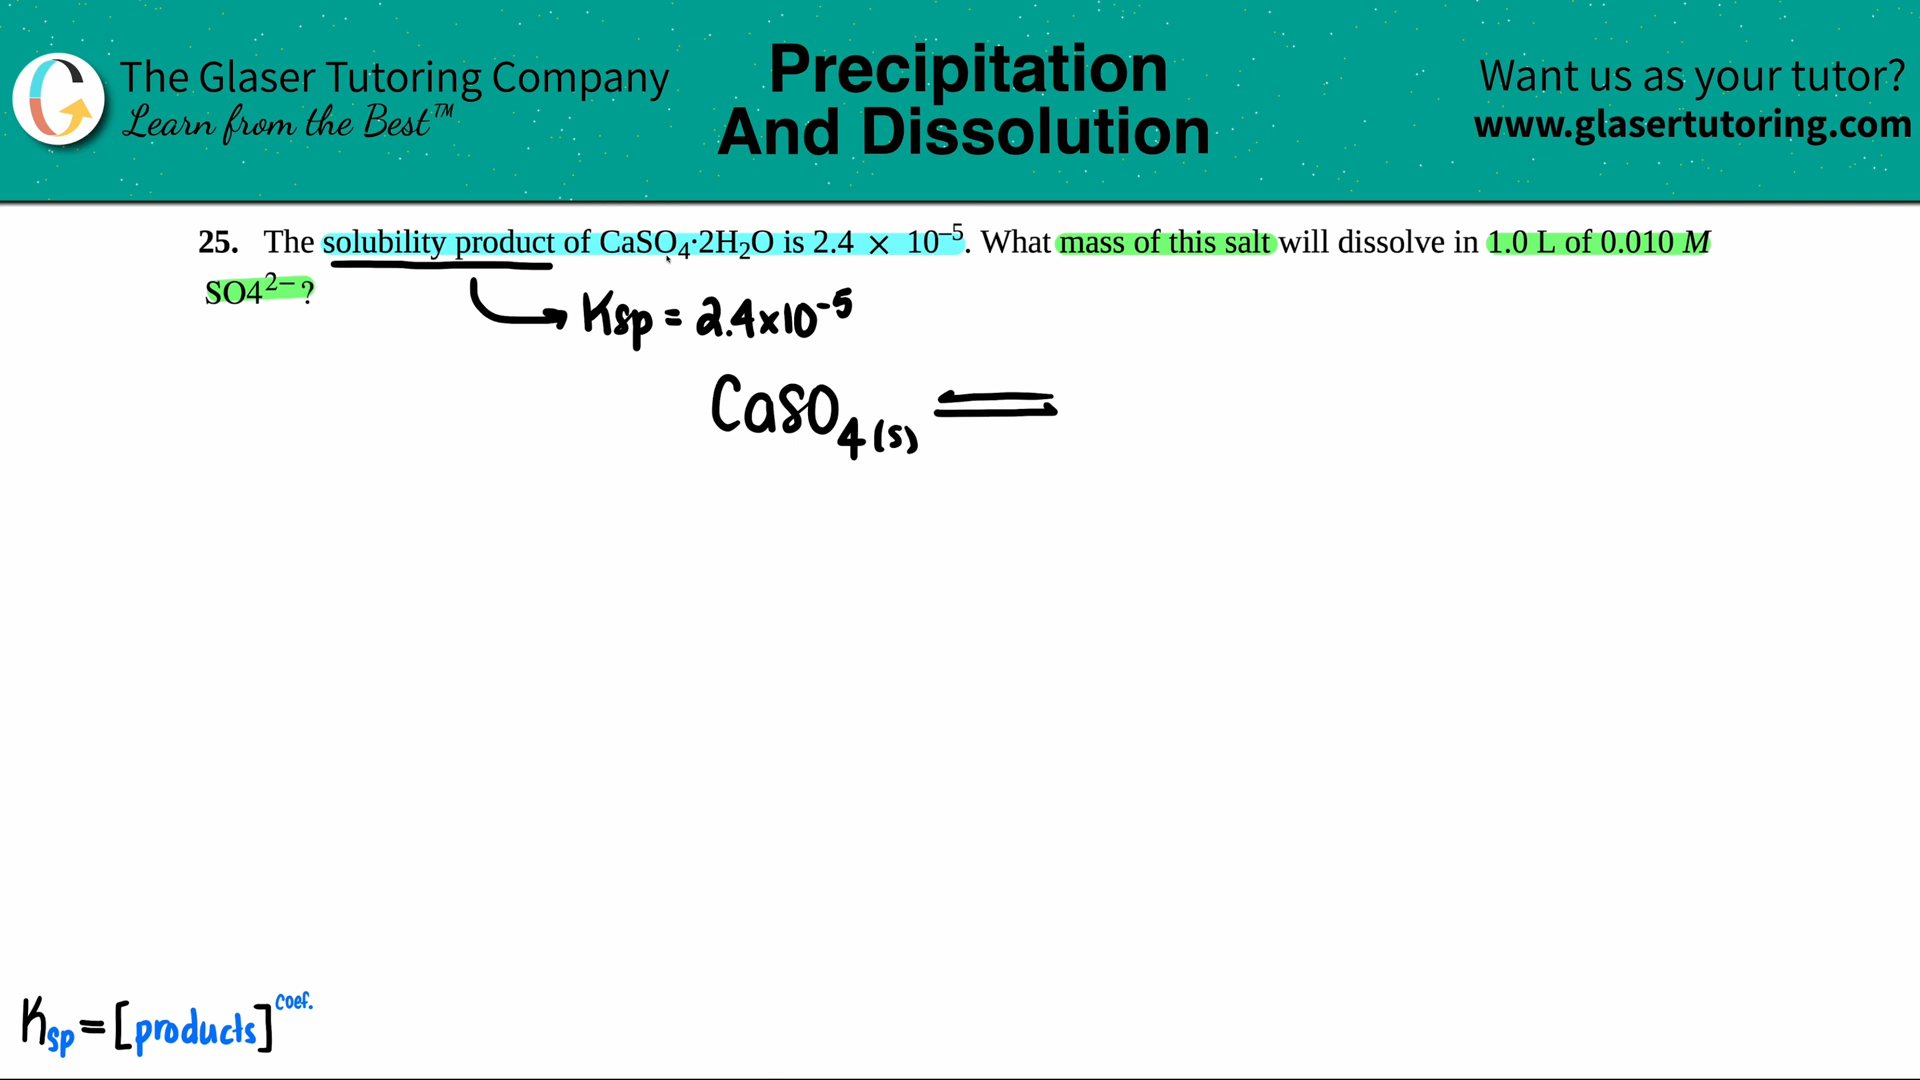 The Glaser Tutoring Company
Learn from the Best™
Precipitation
And Dissolution
Want us as your tutor?
www.glasertutoring.com
25. The solubility product of CaSO₄·2H₂O is 2.4 × 10⁻⁵. What mass of this salt will dissolve in 1.0 L of 0.010 M
SO4²⁻?
Ksp = 2.4x10⁻⁵
CaSO₄(s) ⇌
Ksp = [products]^coef.